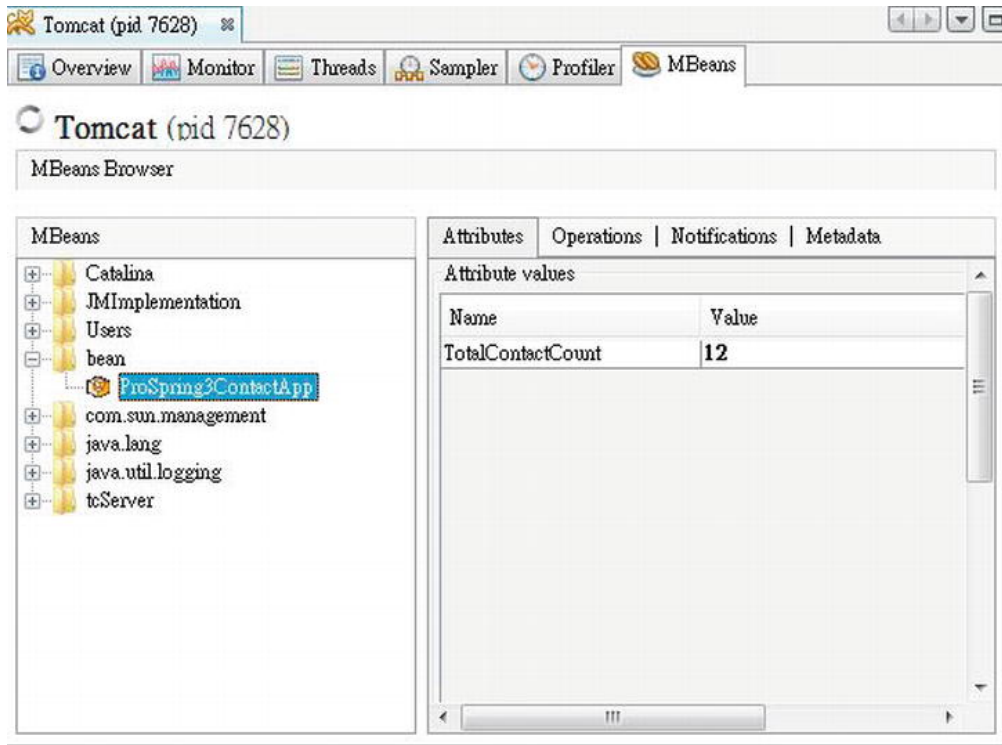 Tomcat (pid 7628)
Overview Monitor Threads Sampler Profiler MBeans
Tomcat (pid 7628)
MBeans Browser
MBeans
Catalina
JMImplementation
Users
bean
ProSpring3ContactApp
com.sun.management
java.lang
java.util.logging
tcServer
Attributes Operations | Notifications | Metadata
Attribute values
Name Value
TotalContactCount 12